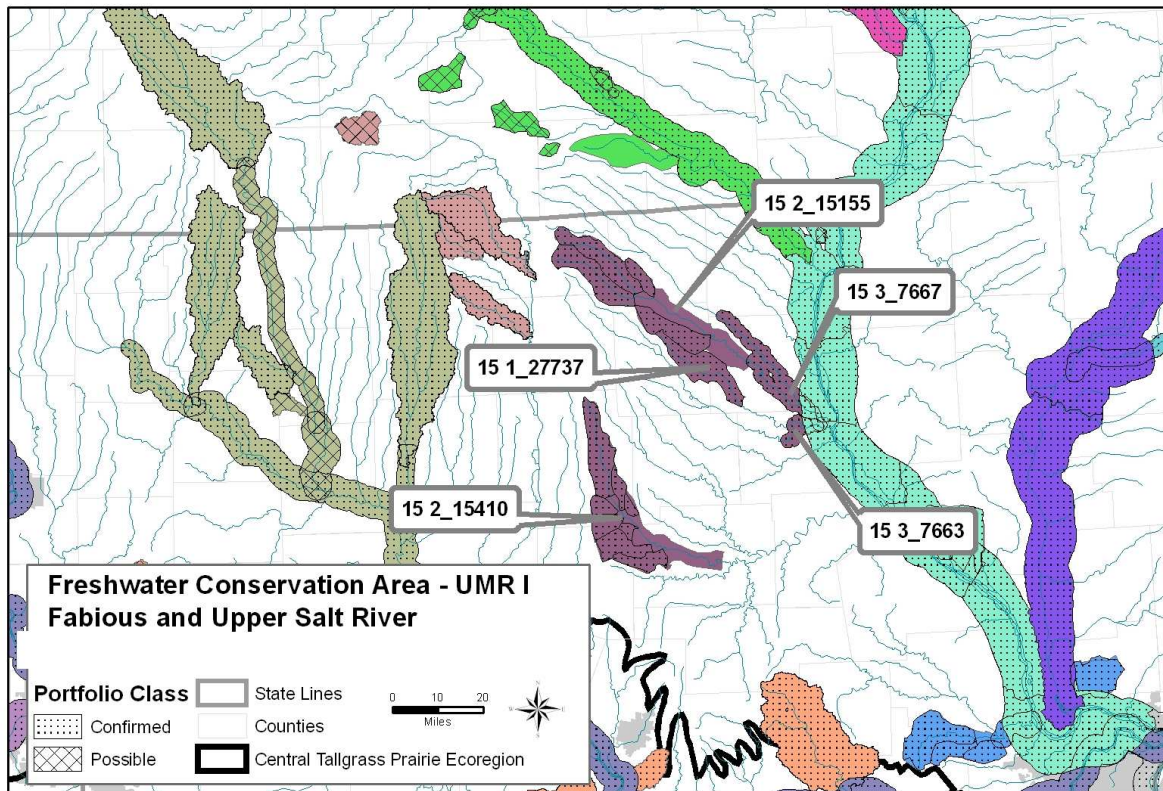 15 2_15155
15 3_7667
15 1_27737
15 2_15410
15 3_7663
Freshwater Conservation Area - UMR I
Fabious and Upper Salt River
Portfolio Class
Confirmed
Possible
State Lines
Counties
Central Tallgrass Prairie Ecoregion
0 10 20
Miles